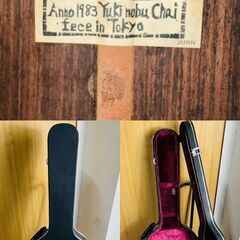 Anno 1983 Yukinobu Chai
fece in Tokyo
JAPAN